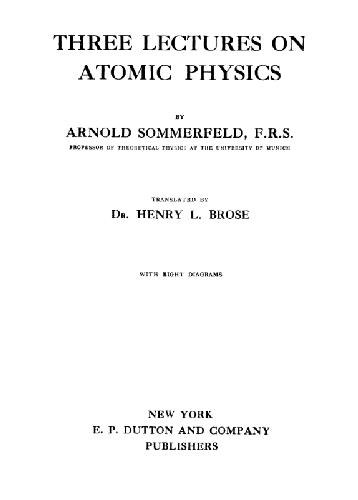 THREE LECTURES ON
ATOMIC PHYSICS
BY
ARNOLD SOMMERFELD, F.R.S.
PROFESSOR OF THEORETICAL PHYSICS AT THE UNIVERSITY OF MUNICH
TRANSLATED BY
DR. HENRY L. BROSE
WITH EIGHT DIAGRAMS
NEW YORK
E. P. DUTTON AND COMPANY
PUBLISHERS